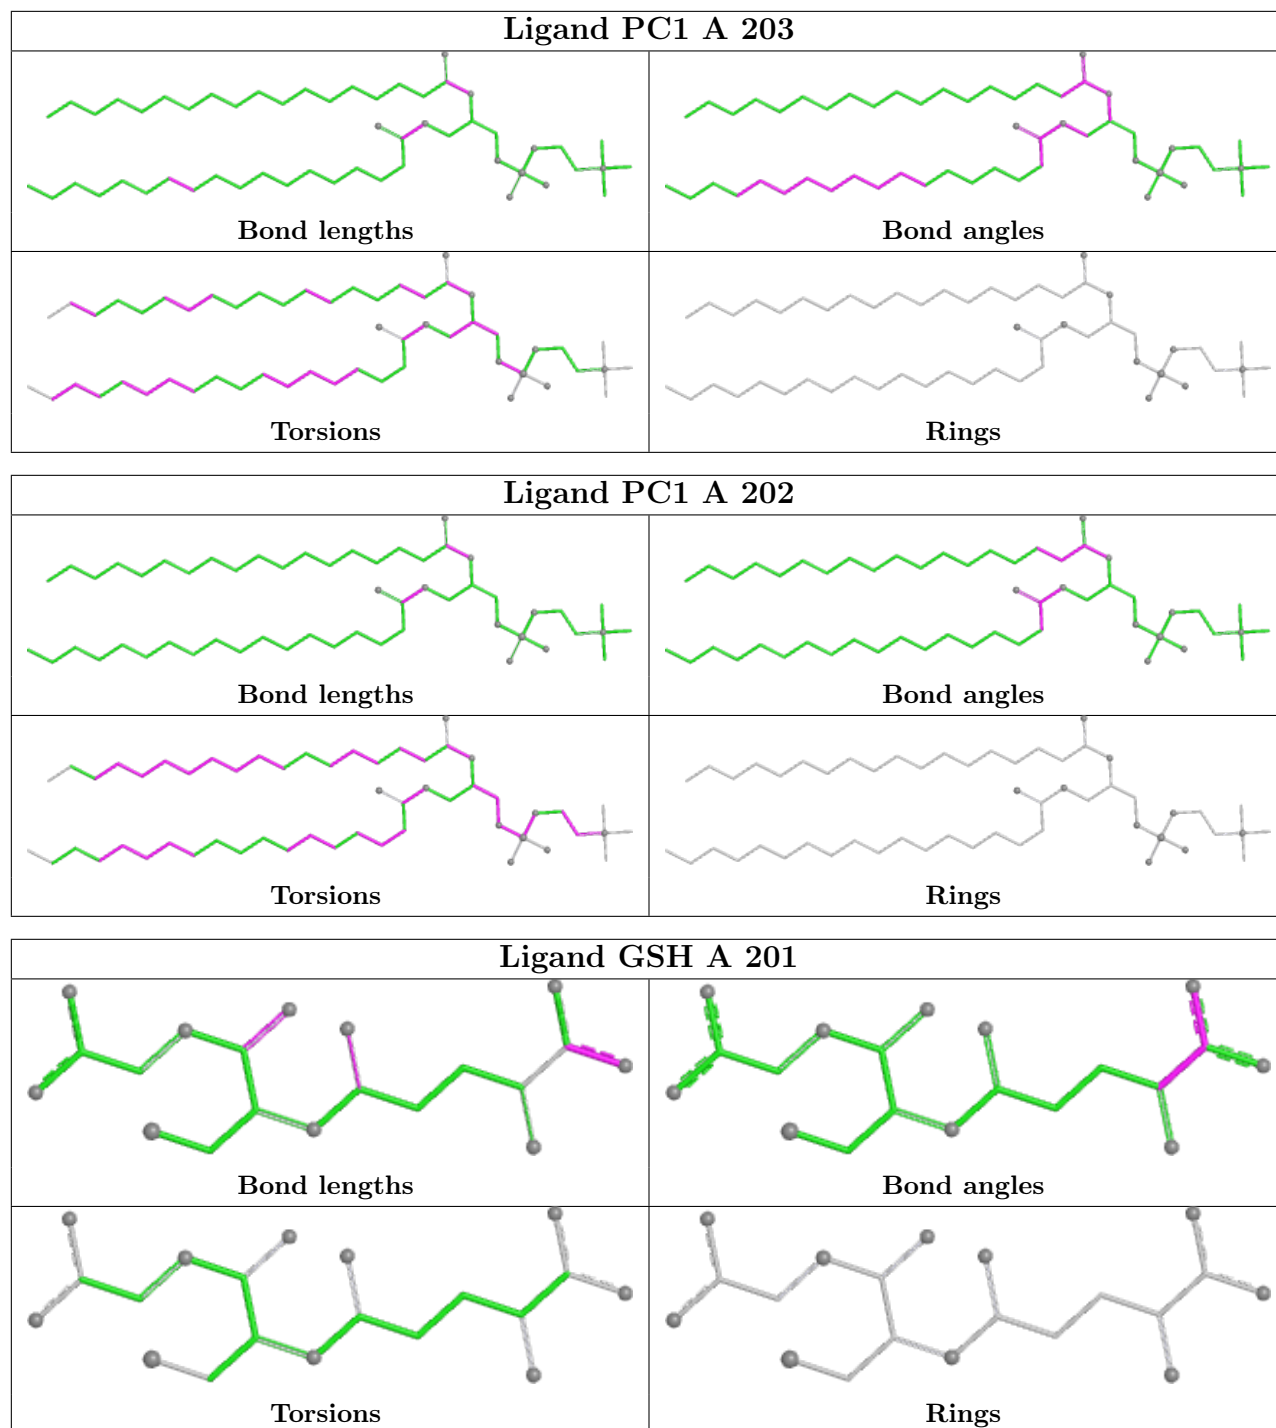 Ligand PC1 A 203
Bond lengths
Bond angles
Torsions
Rings
Ligand PC1 A 202
Bond lengths
Bond angles
Torsions
Rings
Ligand GSH A 201
Bond lengths
Bond angles
Torsions
Rings